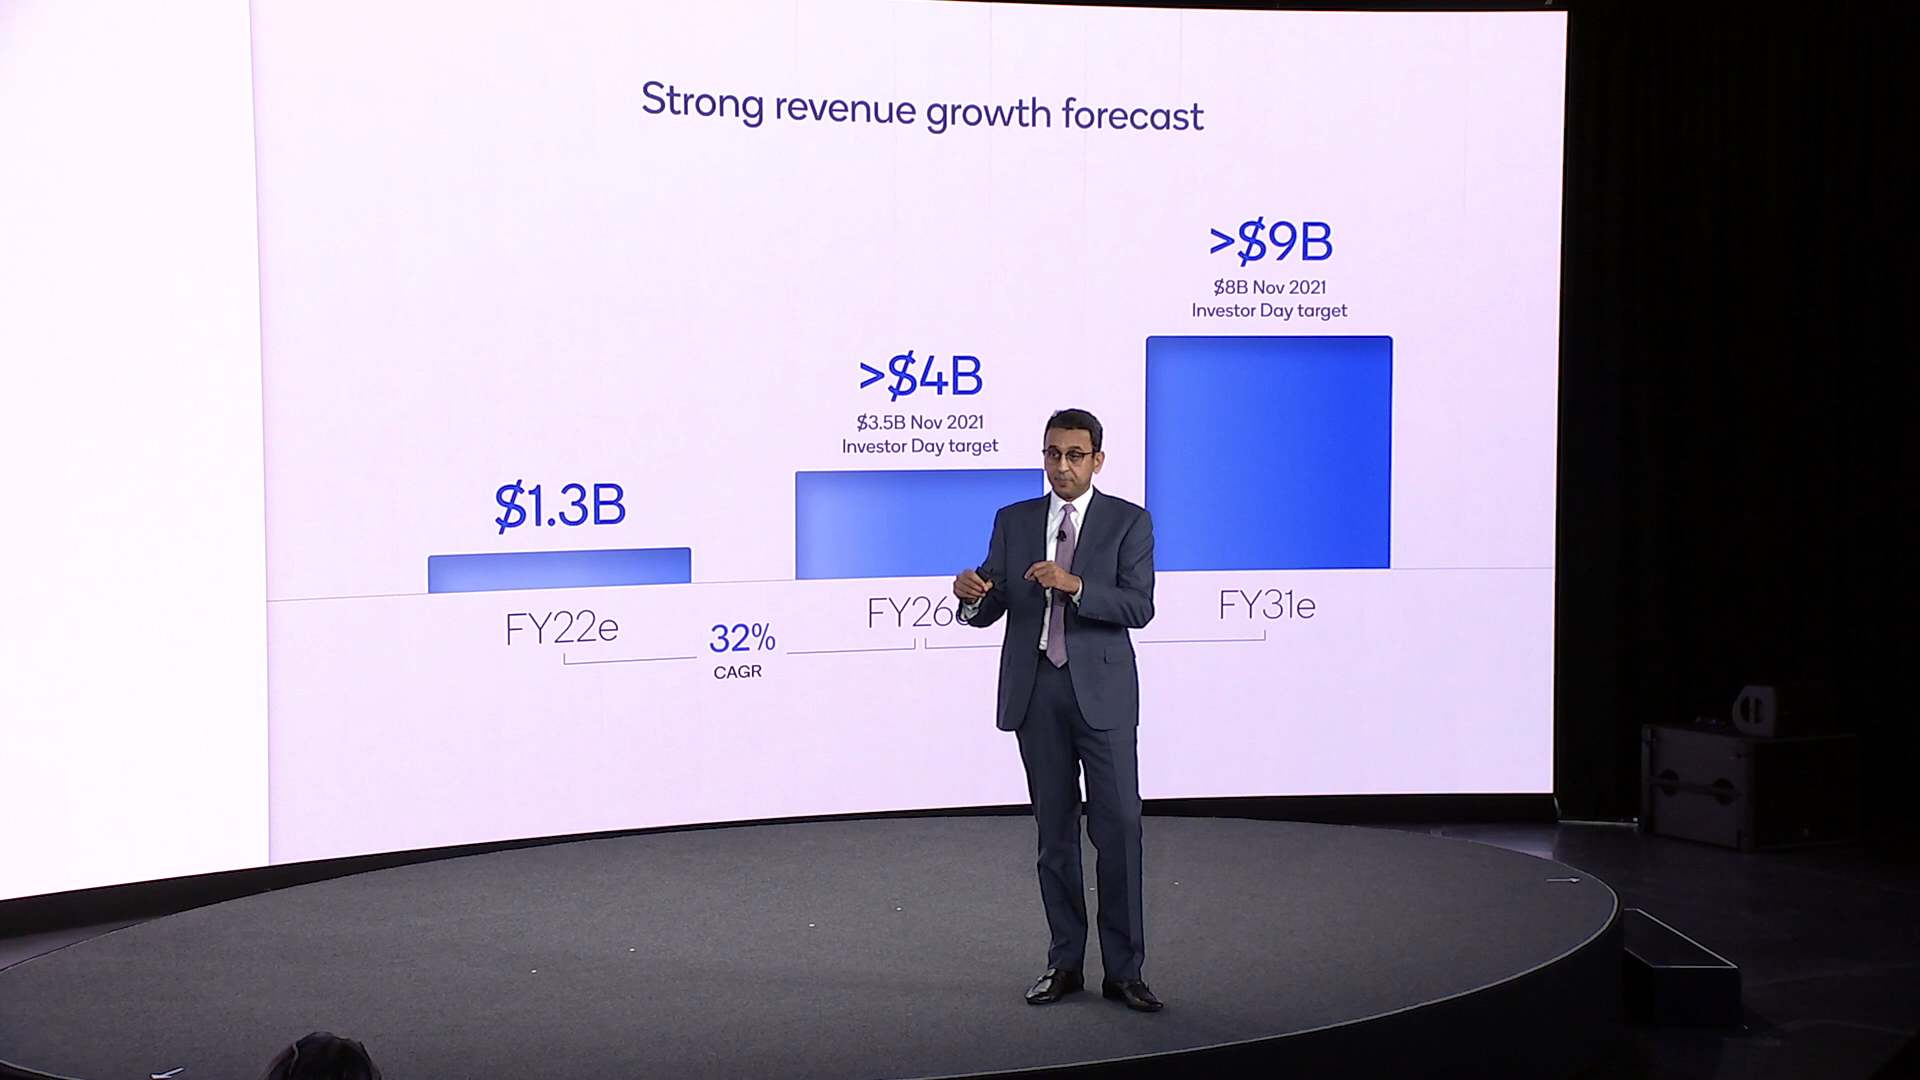 Strong revenue growth forecast
>$9B
$8B Nov 2021
Investor Day target
>$4B
$3.5B Nov 2021
Investor Day target
$1.3B
FY22e
FY26e
FY31e
32%
CAGR